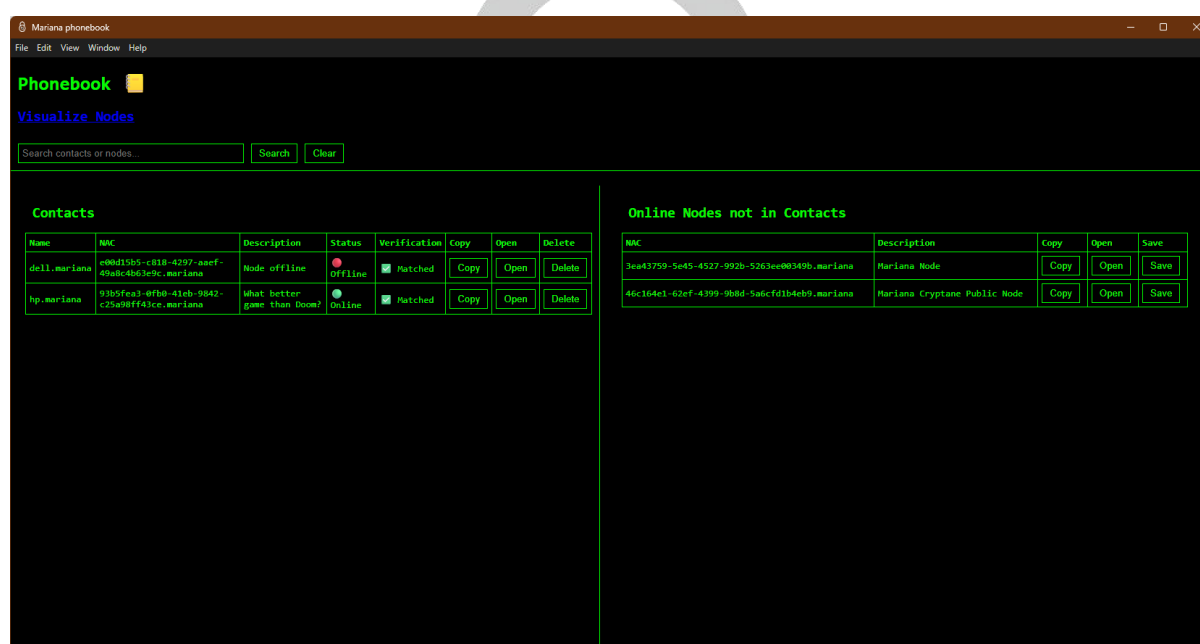 Mariana phonebook
File Edit View Window Help
Phonebook
Visualize Nodes
Search contacts or nodes...
Search
Clear
Contacts
Name NAC Description Status Verification Copy Open Delete
dell.mariana e00d15b5-c818-4297-aaef-49a8c4b63e9c.mariana Node offline Offline Matched Copy Open Delete
hp.mariana 93b5fea3-0fb0-41eb-9842-c25a98ff43ce.mariana What better game than Doom? Online Matched Copy Open Delete
Online Nodes not in Contacts
NAC Description Copy Open Save
3ea43759-5e45-4527-992b-5263ee00349b.mariana Mariana Node Copy Open Save
46c164e1-62ef-4399-9b8d-5a6cfd1b4eb9.mariana Mariana Cryptane Public Node Copy Open Save